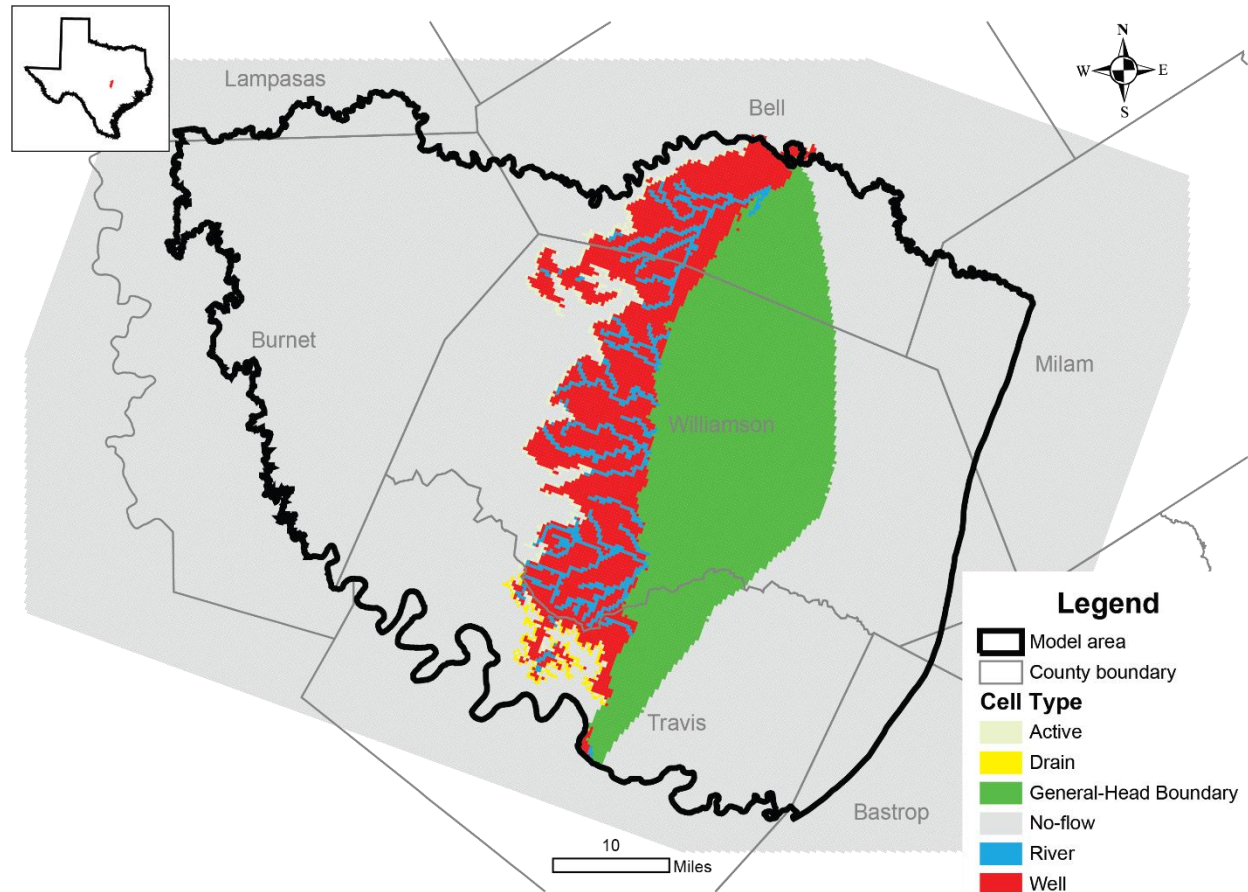 Lampasas
N
W
E
S
Bell
Burnet
Milam
Williamson
Travis
Bastrop
10
Miles
Legend
Model area
County boundary
Cell Type
Active
Drain
General-Head Boundary
No-flow
River
Well